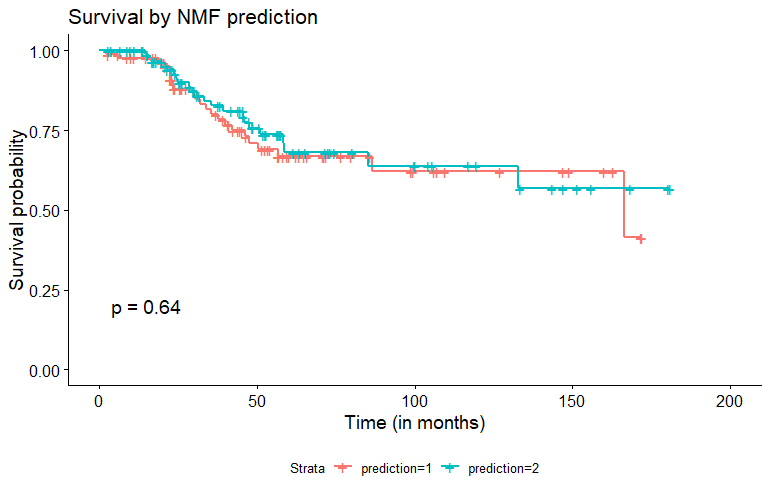 Survival by NMF prediction
Survival probability
1.00
0.75
0.50
0.25
0.00
p = 0.64
0 50 100 150 200
Time (in months)
Strata prediction=1 prediction=2